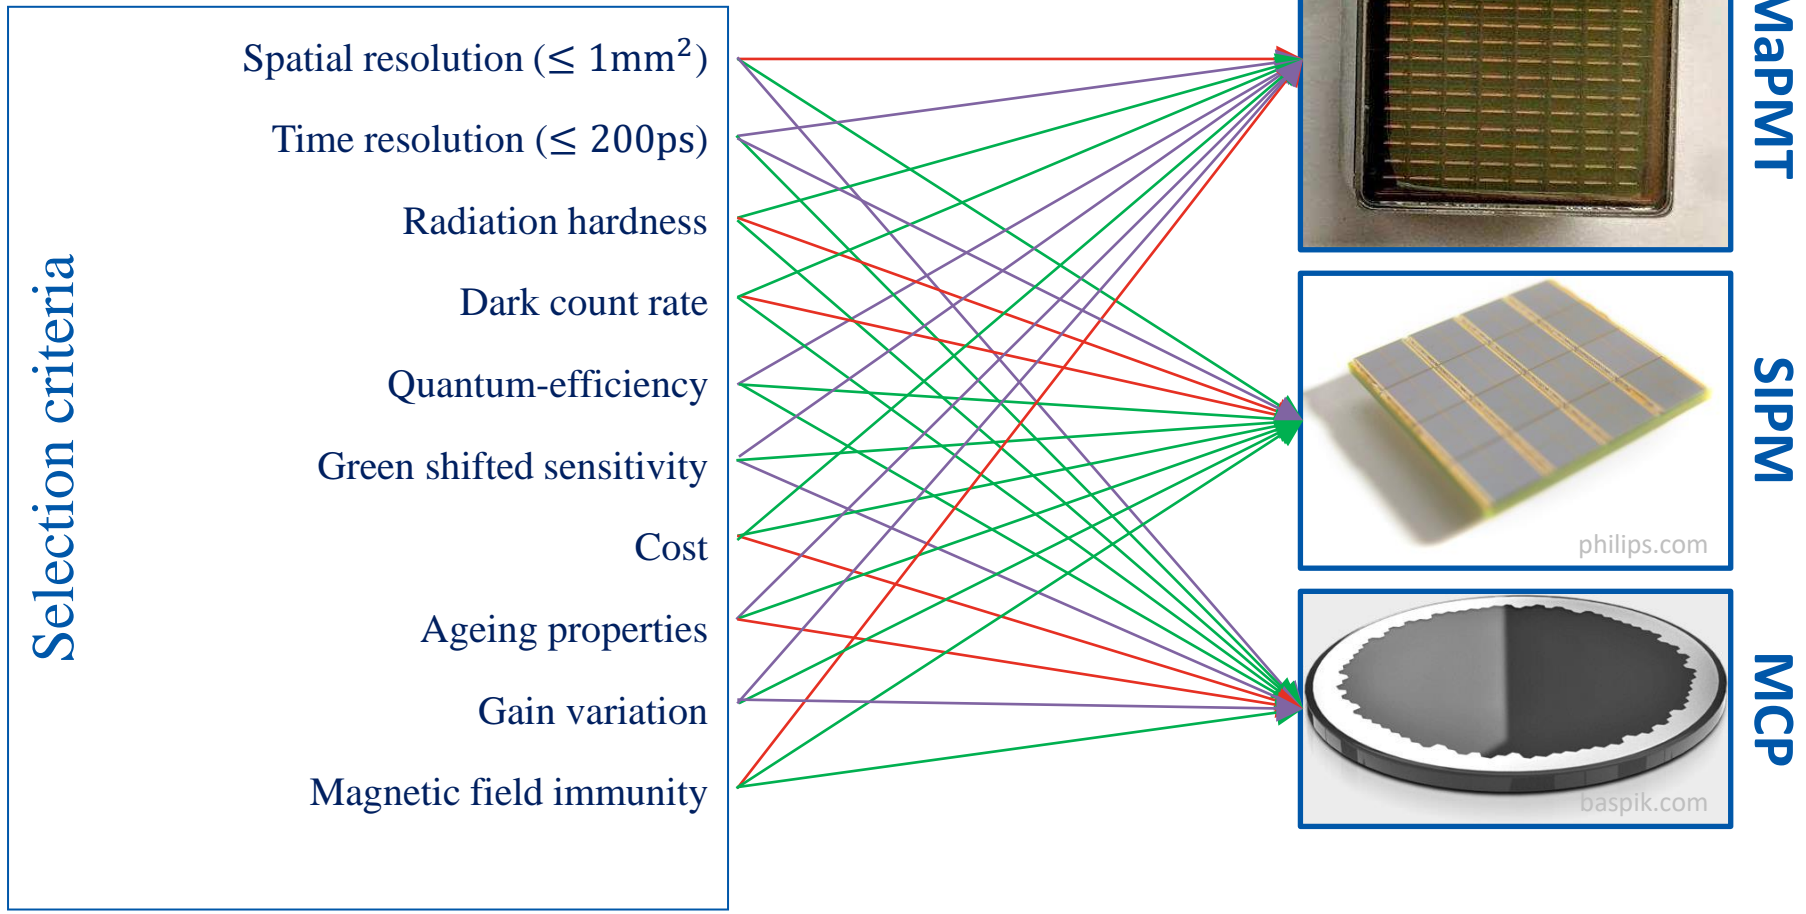 Selection criteria
Spatial resolution (≤ 1mm²)
Time resolution (≤ 200ps)
Radiation hardness
Dark count rate
Quantum-efficiency
Green shifted sensitivity
Cost
Ageing properties
Gain variation
Magnetic field immunity
MaPMT
SiPM
philips.com
MCP
baspik.com